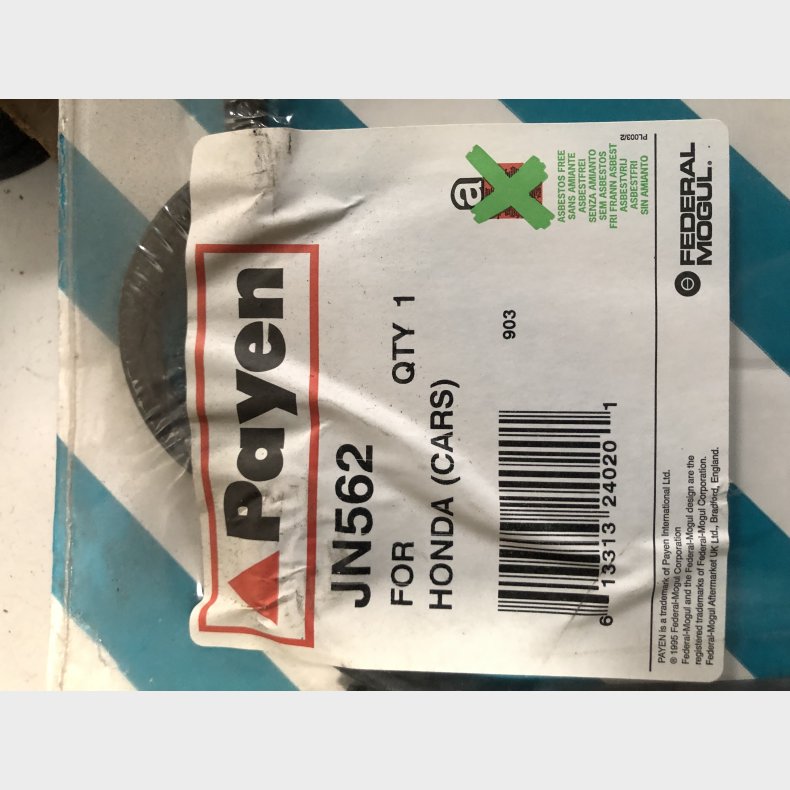 Payen
JN562
FOR QTY 1
HONDA (CARS)
903
6 13313 24020 1
a
ASBESTOS FREE
SANS AMIANTE
ASBESTFREI
SENZA AMIANTO
SEM ASBESTOS
FRI FRANN ASBEST
ASBESTVRIJ
ASBESTFRI
SIN AMIANTO
PL003/2
FEDERAL
MOGUL.
PAYEN is a trademark of Payen International Ltd.
® 1995 Federal-Mogul Corporation
Federal-Mogul and the Federal-Mogul design are the
registered trademarks of Federal-Mogul Corporation.
Federal-Mogul Aftermarket UK Ltd., Bradford, England.